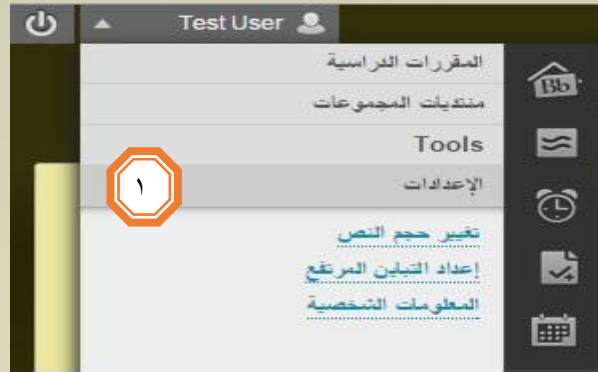 Test User
المقررات الدراسية
منتديات المجموعات
Tools
الإعدادات
١
تغيير حجم النص
إعداد التباين المرتفع
المعلومات الشخصية
Bb